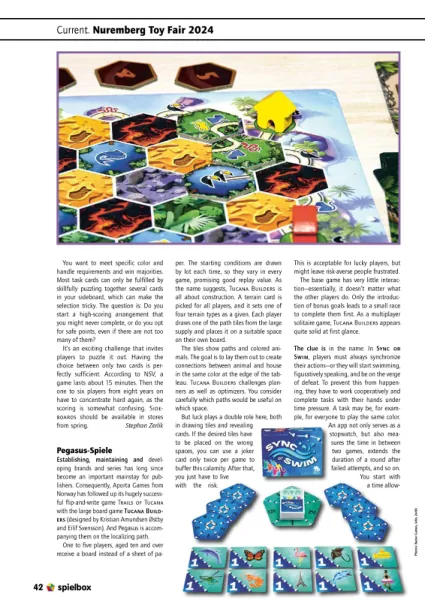 Current. Nuremberg Toy Fair 2024
You want to meet specific color and
handle requirements and win majorities.
Most task cards can only be fulfilled by
skillfully puzzling together several cards
in your sideboard, which can make the
selection tricky. The question is: Do you
start a high-scoring arrangement that
you might never complete, or do you opt
for safe points, even if there are not too
many of them?
It's an exciting challenge that invites
players to puzzle it out. Having the
choice between only two cards is per-
fectly sufficient. According to NSV, a
game lasts about 15 minutes. Then the
one to six players from eight years on
have to concentrate hard again, as the
scoring is somewhat confusing. SIDE-
BOARDS should be available in stores
from spring. Stephan Zerlik
Pegasus-Spiele
Establishing, maintaining and devel-
oping brands and series has long since
become an important mainstay for pub-
lishers. Consequently, Aporta Games from
Norway has followed up its hugely success-
ful flip-and-write game TRAILS OF TUCANA
with the large board game TUCANA BUILD-
ERS (designed by Kristian Amundsen Østby
and Eilif Svensson). And Pegasus is accom-
panying them on the localizing path.
One to five players, aged ten and over
receive a board instead of a sheet of pa-
per. The starting conditions are drawn
by lot each time, so they vary in every
game, promising good replay value. As
the name suggests, TUCANA BUILDERS is
all about construction. A terrain card is
picked for all players, and it sets one of
four terrain types as a given. Each player
draws one of the path tiles from the large
supply and places it on a suitable space
on their own board.
The tiles show paths and colored ani-
mals. The goal is to lay them out to create
connections between animal and house
in the same color at the edge of the tab-
leau. TUCANA BUILDERS challenges plan-
ners as well as optimizers. You consider
carefully which paths would be useful on
which space.
But luck plays a double role here, both
in drawing tiles and revealing
cards. If the desired tiles have
to be placed on the wrong
spaces, you can use a joker
card only twice per game to
buffer this calamity. After that,
you just have to live
with the risk.
This is acceptable for lucky players, but
might leave risk-averse people frustrated.
The base game has very little interac-
tion—essentially, it doesn't matter what
the other players do. Only the introduc-
tion of bonus goals leads to a small race
to complete them first. As a multiplayer
solitaire game, TUCANA BUILDERS appears
quite solid at first glance.
The clue is in the name: In SYNC OR
SWIM, players must always synchronize
their actions—or they will start swimming,
figuratively speaking, and be on the verge
of defeat. To prevent this from happen-
ing, they have to work cooperatively and
complete tasks with their hands under
time pressure. A task may be, for exam-
ple, for everyone to play the same color.
An app not only serves as a
stopwatch, but also mea-
sures the time in between
two games, extends the
duration of a round after
failed attempts, and so on.
You start with
a time allow-
SYNC
SWIM
42 spielbox